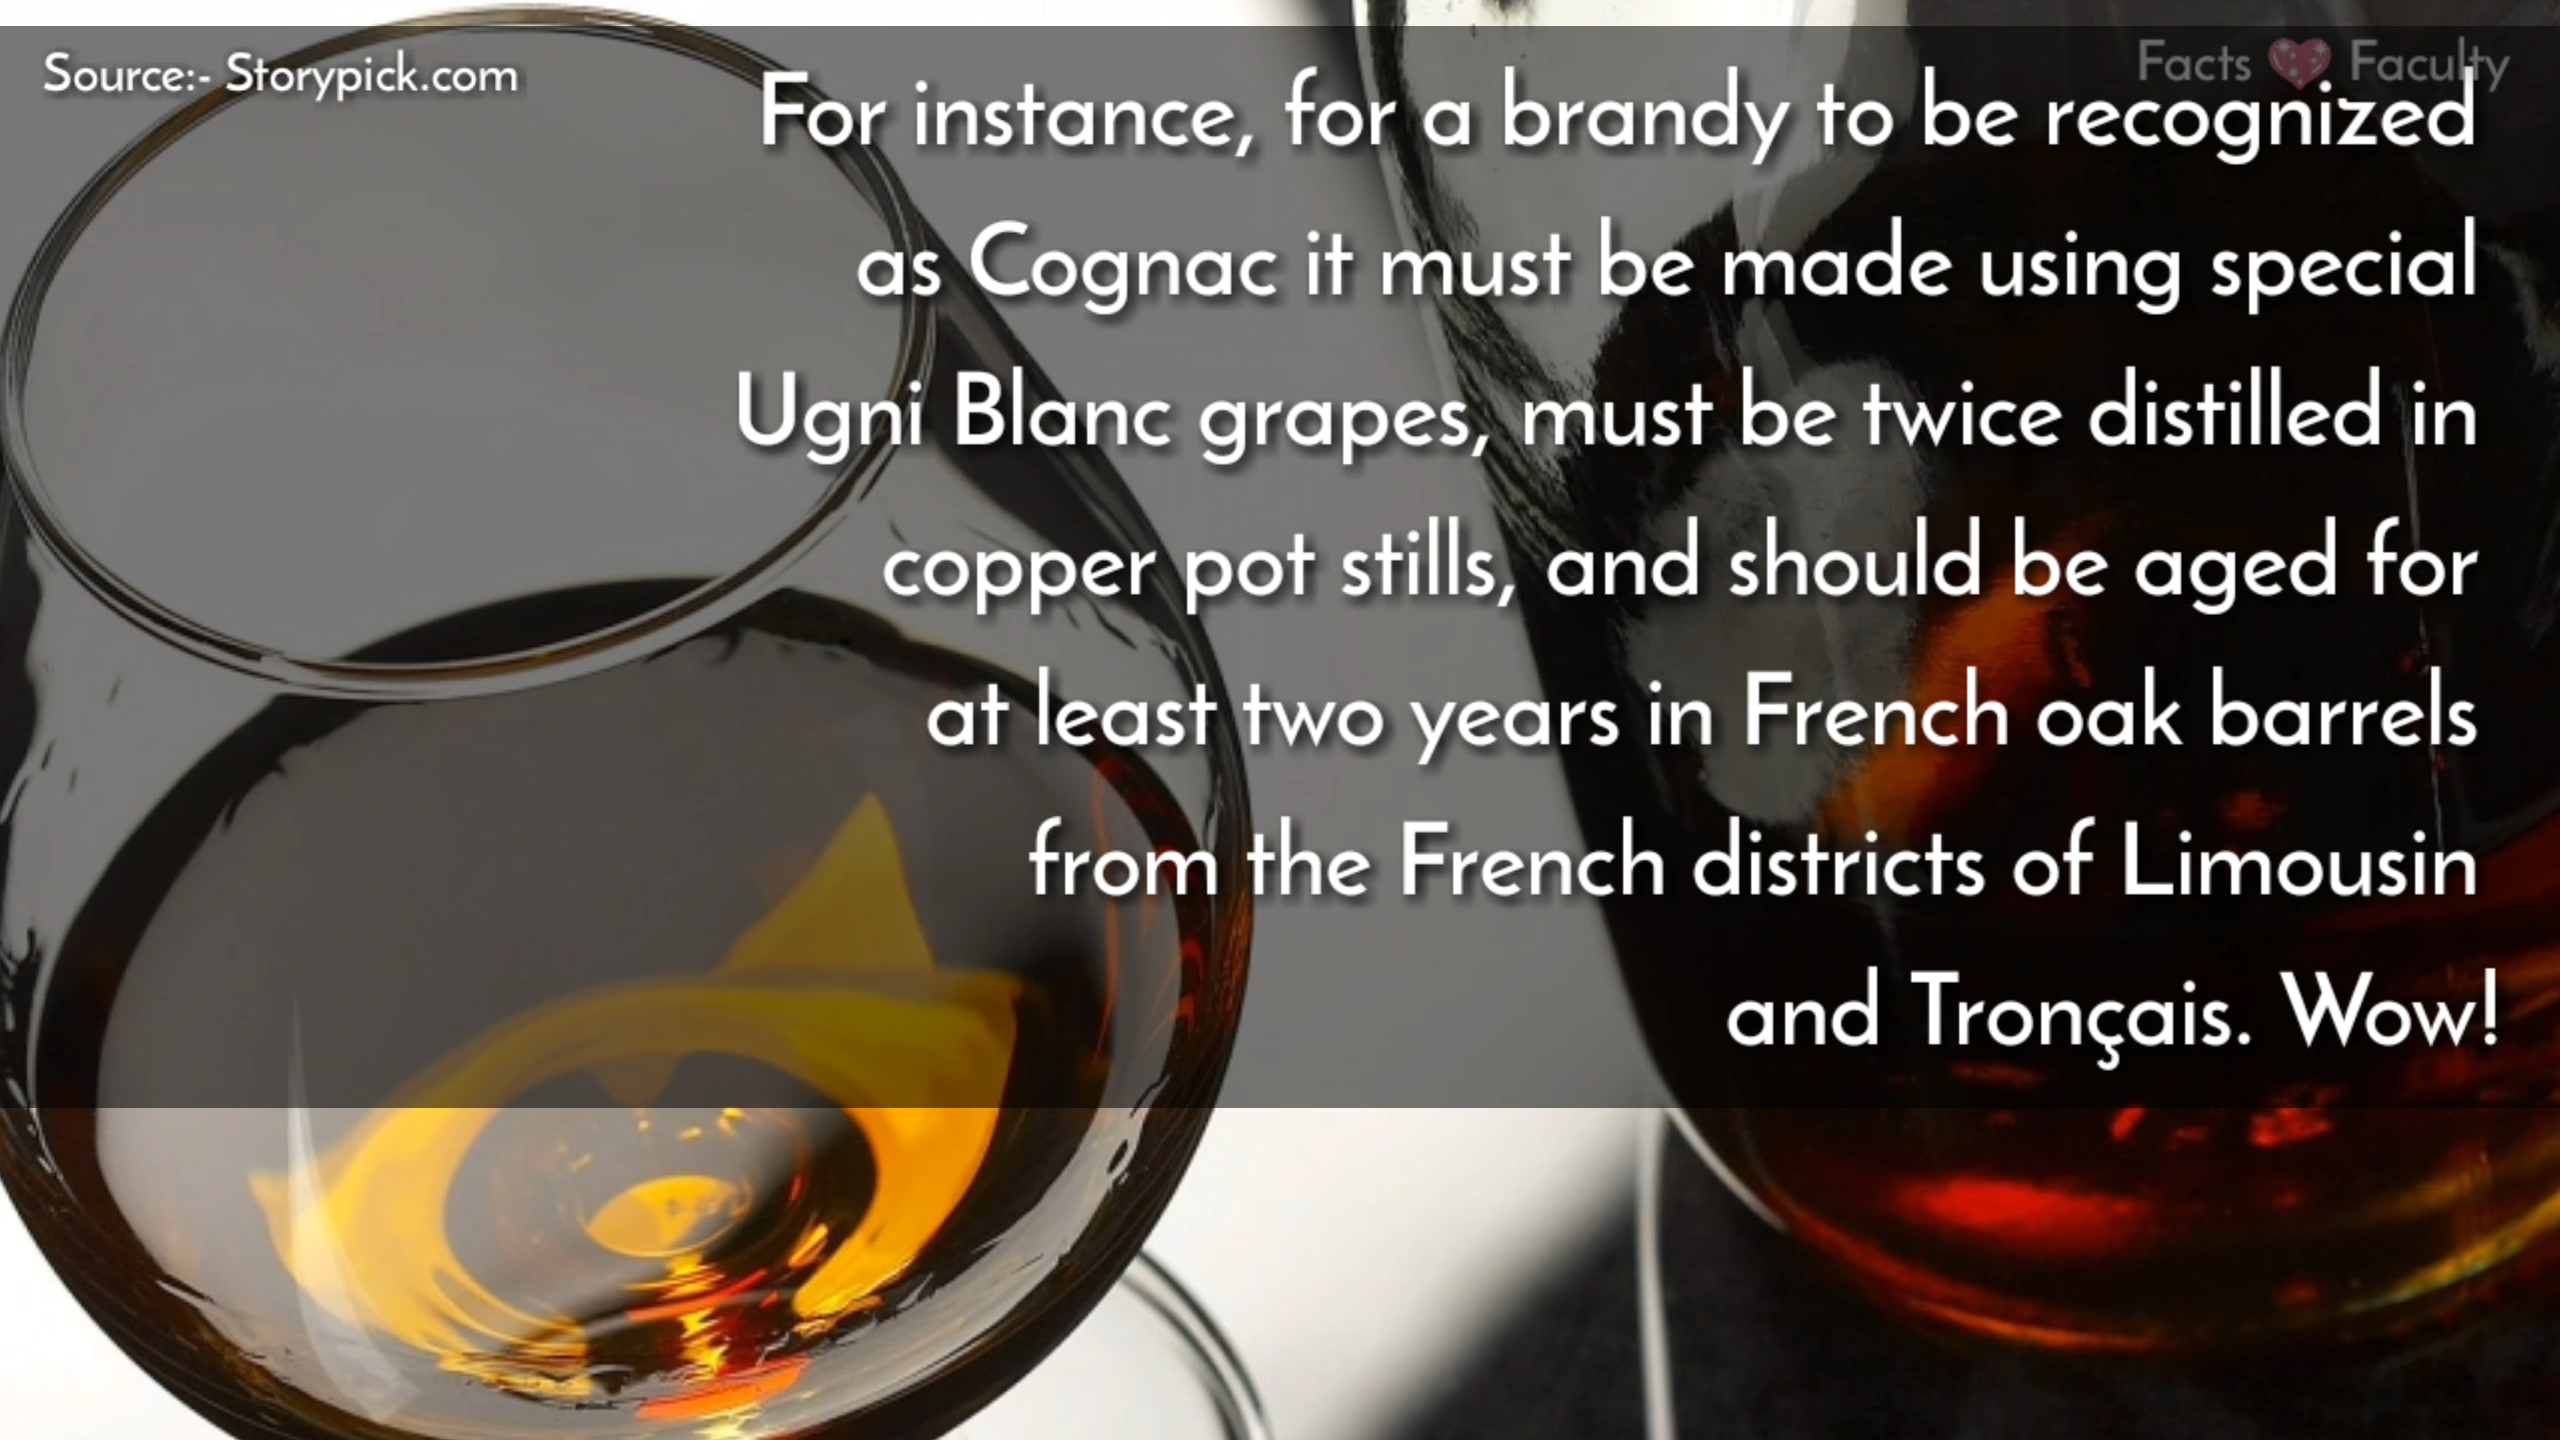 Source:- Storypick.com
Facts Faculty
For instance, for a brandy to be recognized
as Cognac it must be made using special
Ugni Blanc grapes, must be twice distilled in
copper pot stills, and should be aged for
at least two years in French oak barrels
from the French districts of Limousin
and Tronçais. Wow!